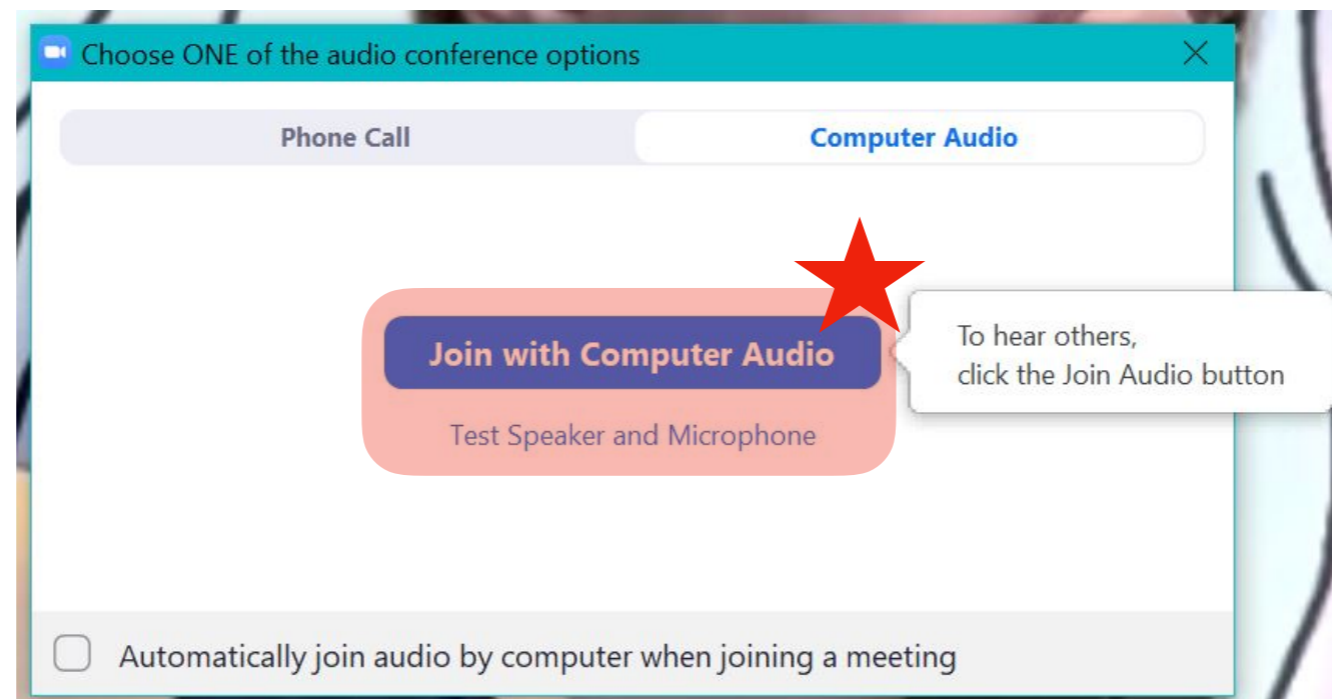 Choose ONE of the audio conference options
Phone Call
Computer Audio
Join with Computer Audio
To hear others,
click the Join Audio button
Test Speaker and Microphone
Automatically join audio by computer when joining a meeting